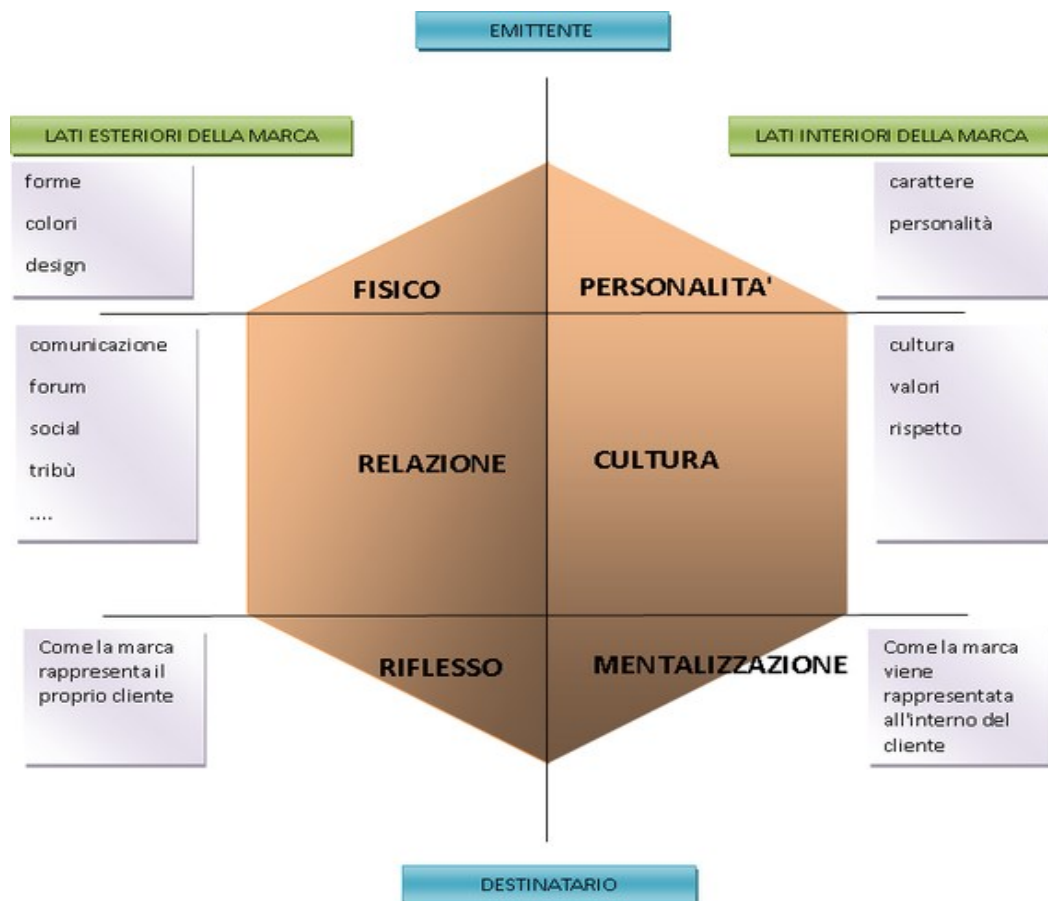 EMITTENTE
LATI ESTERIORI DELLA MARCA
LATI INTERIORI DELLA MARCA
forme
colori
design
carattere
personalità
FISICO
PERSONALITA'
comunicazione
forum
social
tribù
....
cultura
valori
rispetto
RELAZIONE
CULTURA
Come la marca
rappresenta il
proprio cliente
RIFLESSO
MENTALIZZAZIONE
Come la marca
viene
rappresentata
all'interno del
cliente
DESTINATARIO